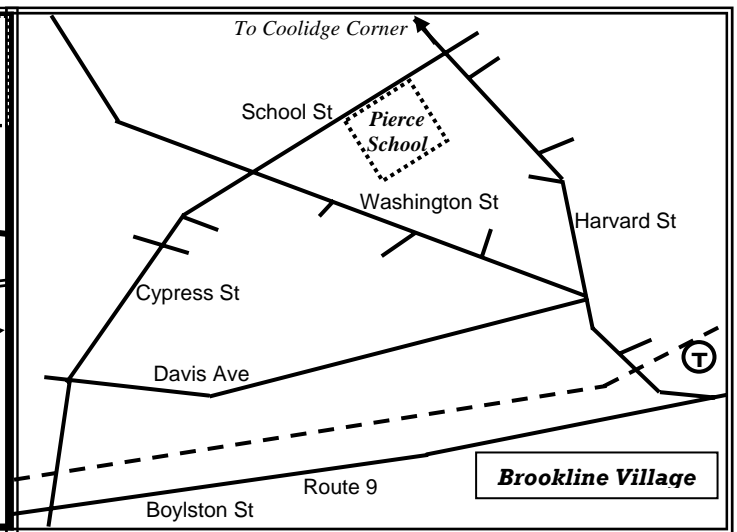 To Coolidge Corner
School St
Pierce
School
Washington St
Harvard St
Cypress St
Davis Ave
T
Route 9
Brookline Village
Boylston St